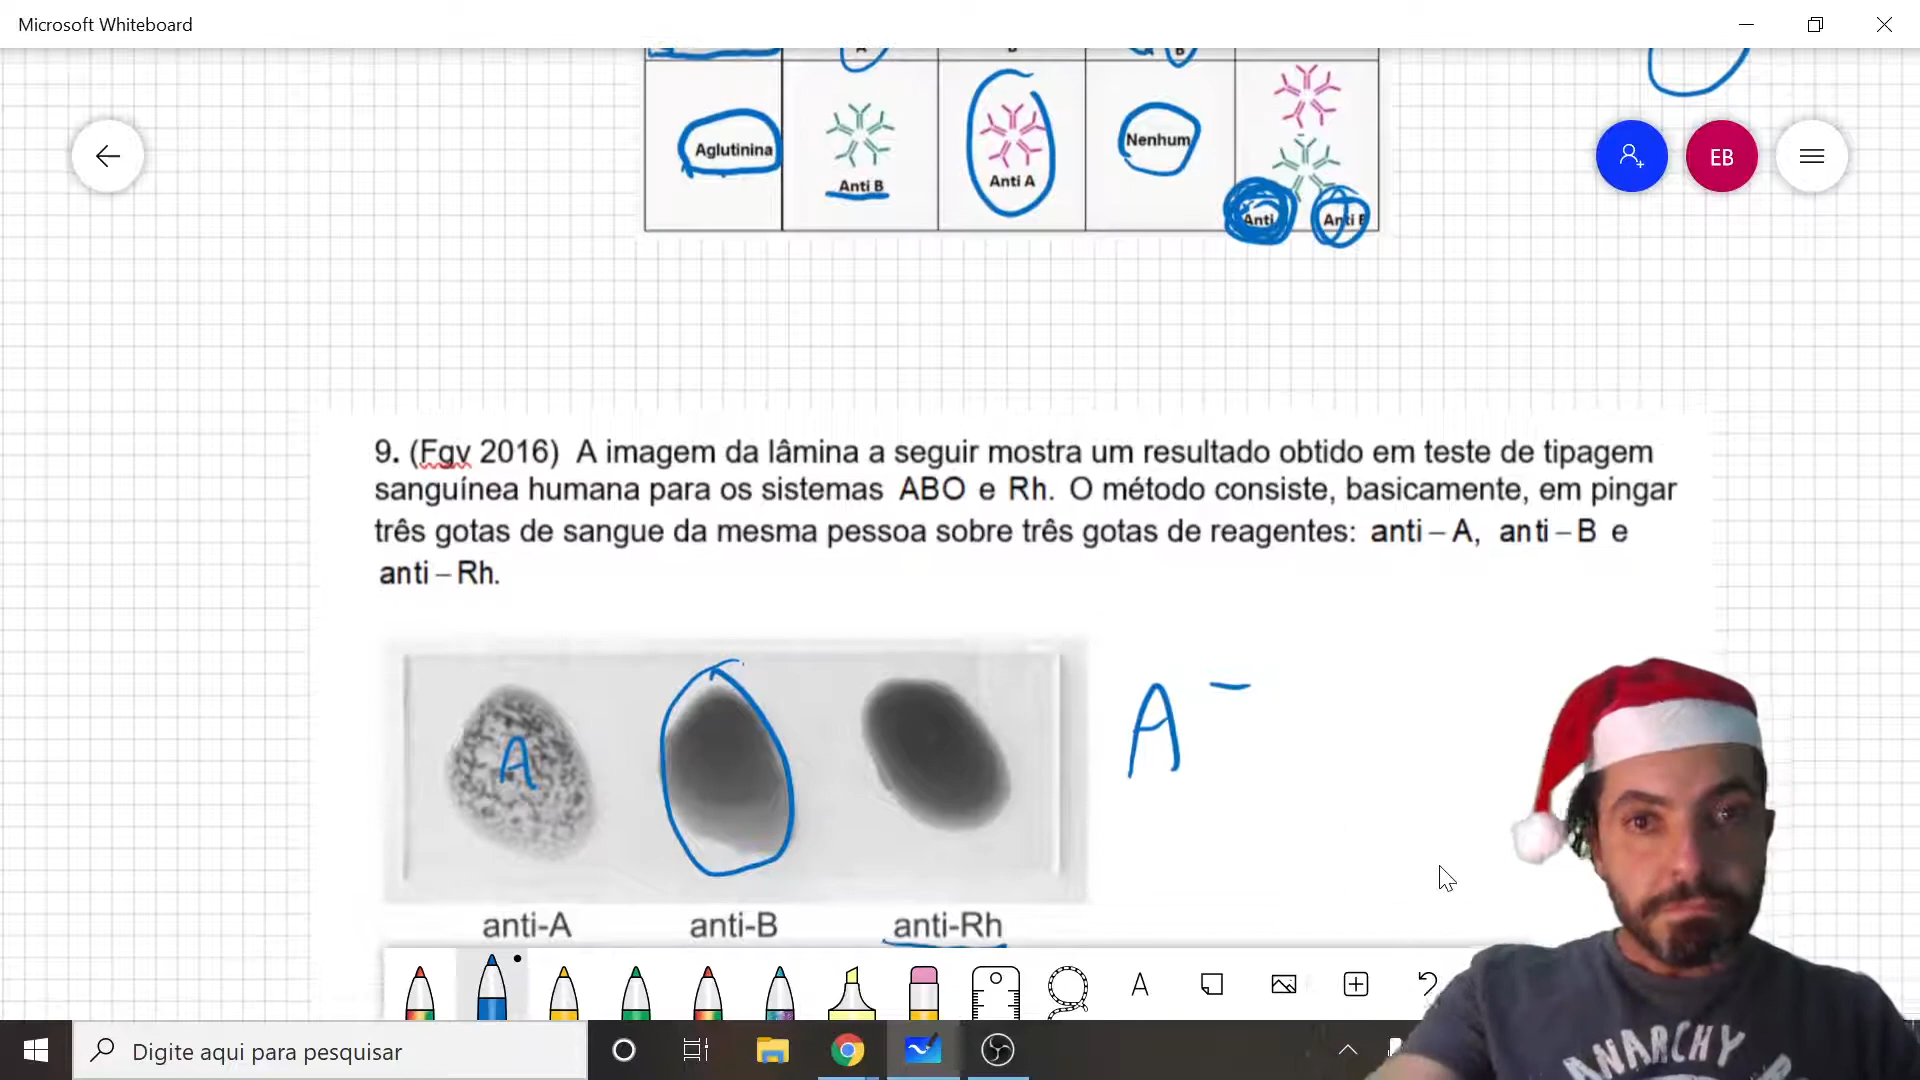 Microsoft Whiteboard
B
Aglutinina
Anti B
Anti A
Nenhum
Anti
EB
9. (Fgv 2016) A imagem da lâmina a seguir mostra um resultado obtido em teste de tipagem
sanguínea humana para os sistemas ABO e Rh. O método consiste, basicamente, em pingar
três gotas de sangue da mesma pessoa sobre três gotas de reagentes: anti – A, anti – B e
anti – Rh.
A
A −
anti-A anti-B anti-Rh
A
Digite aqui para pesquisar
ANARCHY